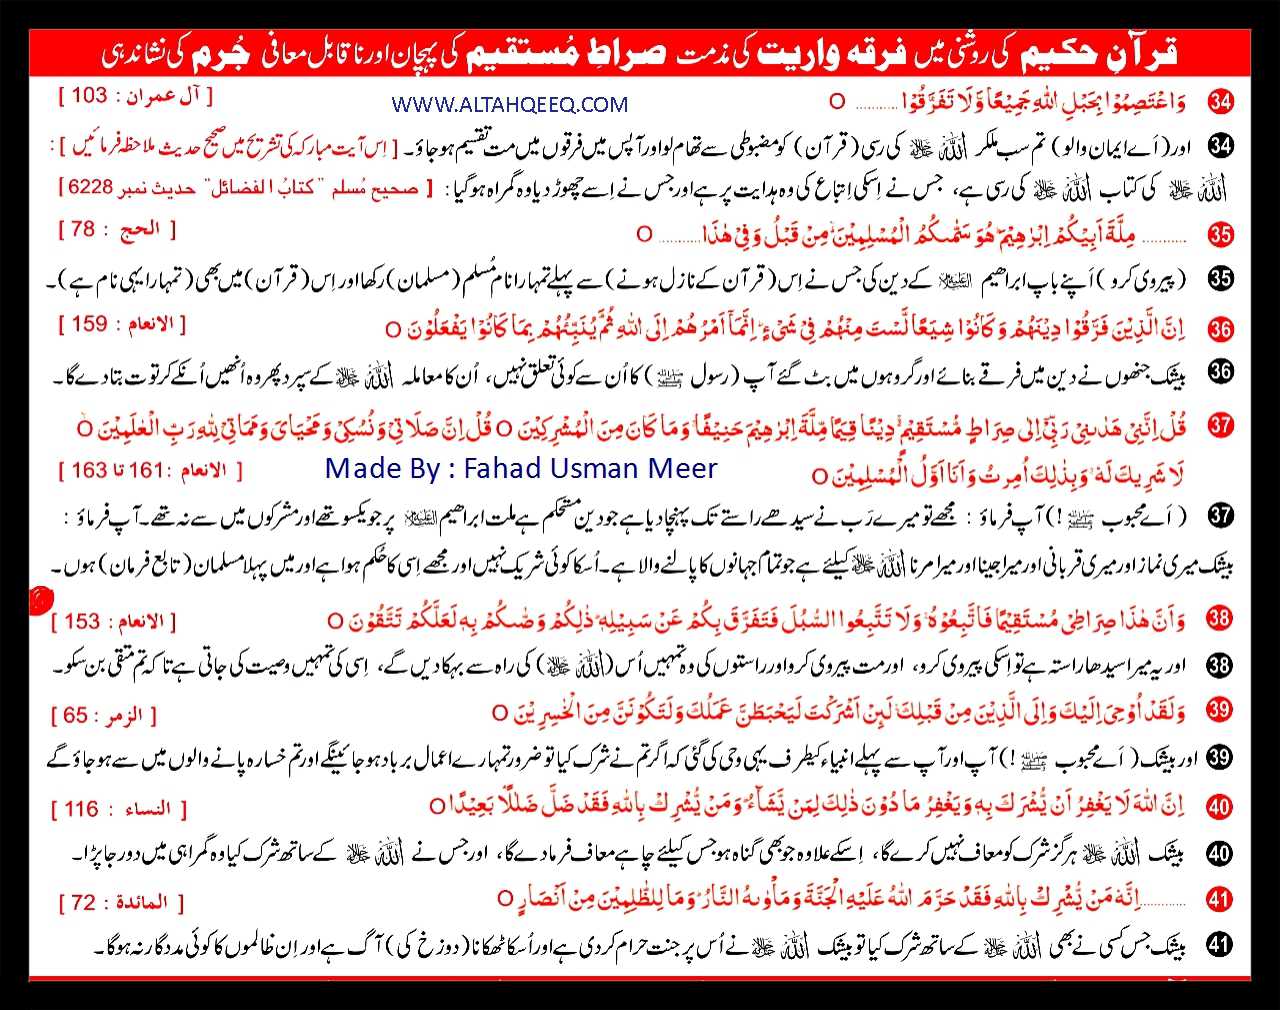 قرآنِ حکیم کی روشنی میں فرقہ واریت کی مذمت صراطِ مُستقیم کی پہچان اور ناقابل معافی جُرم کی نشاندہی
34 وَاعْتَصِمُوْا بِحَبْلِ اللّٰهِ جَمِيْعًا وَّلَا تَفَرَّقُوْا ........... O WWW.ALTAHQEEQ.COM [ آل عمران : 103 ]
34 اور (اَے ایمان والو) تم سب ملکر اللہ ﷻ کی رسی (قرآن) کو مضبوطی سے تھام لو اور آپس میں فرقوں میں مت تقسیم ہو جاؤ۔ [ اِس آیت مبارکہ کی تشریح میں صحیح حدیث ملاحظہ فرمائیں ] :
اللہ ﷻ کی کتاب اللہ ﷻ کی رسی ہے، جس نے اِسکی اِتباع کی وہ ہدایت پر ہے اور جس نے اِسے چھوڑ دیا وہ گمراہ ہو گیا : [ صحیح مُسلم "کتابُ الفضائل" حدیث نمبر 6228 ]
35 ........... مِلَّةَ اَبِيْكُمْ اِبْرٰهِيْمَ ۭ هُوَ سَمّٰىكُمُ الْمُسْلِمِيْنَ ڏ مِنْ قَبْلُ وَفِيْ ھٰذَا........... O [ الحج : 78 ]
35 (پیروی کرو) اَپنے باپ ابراھیم علیہ السلام کے دین کی جس نے اِس (قرآن کے نازل ہونے) سے پہلے تمہارا نام مُسلم (مسلمان) رکھا اور اِس (قرآن) میں بھی (تمہارا یہی نام ہے)۔
36 اِنَّ الَّذِيْنَ فَرَّقُوْا دِيْنَهُمْ وَكَانُوْا شِيَعًا لَّسْتَ مِنْهُمْ فِيْ شَيْءٍ ۭ اِنَّمَآ اَمْرُهُمْ اِلَى اللّٰهِ ثُمَّ يُنَبِّئُهُمْ بِمَا كَانُوْا يَفْعَلُوْنَ O [ الانعام : 159 ]
36 بیشک جنھوں نے دین میں فرقے بنائے اور گروہوں میں بٹ گئے آپ (رسول ﷺ) کا اُن سے کوئی تعلق نہیں، اُن کا معاملہ اللہ ﷻ کے سپرد پھر وہ اُنھیں اُنکے کرتوت بتا دے گا۔
37 قُلْ اِنَّنِيْ هَدٰىنِيْ رَبِّيْٓ اِلٰى صِرَاطٍ مُّسْتَقِيْمٍ ڬ دِيْنًا قِيَمًا مِّلَّةَ اِبْرٰهِيْمَ حَنِيْفًا ۚ وَمَا كَانَ مِنَ الْمُشْرِكِيْنَ O قُلْ اِنَّ صَلَاتِيْ وَنُسُكِيْ وَمَحْيَايَ وَمَمَاتِيْ لِلّٰهِ رَبِّ الْعٰلَمِيْنَ O
لَا شَرِيْكَ لَهٗ ۚ وَبِذٰلِكَ اُمِرْتُ وَاَنَا اَوَّلُ الْمُسْلِمِيْنَ O Made By : Fahad Usman Meer [ الانعام :161 تا 163 ]
37 (اَے محبوب ﷺ !) آپ فرماؤ : مجھے تو میرے رَب نے سیدھے راستے تک پہنچا دیا ہے جو دین مستحکم ہے ملت ابراھیم علیہ السلام پر جو یکسو تھے اور مشرکوں میں سے نہ تھے۔ آپ فرماؤ :
بیشک میری نماز اور میری قربانی اور میرا جینا اور میرا مرنا اللہ ﷻ کیلئے ہے جو تمام جہانوں کا پالنے والا ہے۔ اُسکا کوئی شریک نہیں اور مجھے اِسی کا حُکم ہوا ہے اور میں پہلا مسلمان (تابع فرمان) ہوں۔
38 وَاَنَّ ھٰذَا صِرَاطِيْ مُسْتَقِيْمًا فَاتَّبِعُوْهُ ۚ وَلَا تَتَّبِعُوا السُّبُلَ فَتَفَرَّقَ بِكُمْ عَنْ سَبِيْلِهٖ ۭ ذٰلِكُمْ وَصّٰىكُمْ بِهٖ لَعَلَّكُمْ تَتَّقُوْنَ O [ الانعام : 153 ]
38 اور یہ میرا سیدھا راستہ ہے تو اِسکی پیروی کرو، اور مت پیروی کرو اور راستوں کی وہ تمہیں اُس (اللہ ﷻ) کی راہ سے بہکا دیں گے، اِسی کی تمہیں وصیت کی جاتی ہے تاکہ تم متقی بن سکو۔
39 وَلَقَدْ اُوْحِيَ اِلَيْكَ وَاِلَى الَّذِيْنَ مِنْ قَبْلِكَ ۚ لَىِٕنْ اَشْرَكْتَ لَيَحْبَطَنَّ عَمَلُكَ وَلَتَكُوْنَنَّ مِنَ الْخٰسِرِيْنَ O [ الزمر : 65 ]
39 اور بیشک (اَے محبوب ﷺ !) آپ اور آپ سے پہلے انبیاء کیطرف یہی وحی کی گئی کہ اگر تم نے شرک کیا تو ضرور تمہارے اعمال برباد ہو جائینگے اور تم خسارہ پانے والوں میں سے ہو جاؤ گے
40 اِنَّ اللّٰهَ لَا يَغْفِرُ اَنْ يُّشْرَكَ بِهٖ وَيَغْفِرُ مَا دُوْنَ ذٰلِكَ لِمَنْ يَّشَاۗءُ ۭ وَمَنْ يُّشْرِكْ بِاللّٰهِ فَقَدْ ضَلَّ ضَلٰلًۢا بَعِيْدًا O [ النساء : 116 ]
40 بیشک اللہ ﷻ ہرگز شرک کو معاف نہیں کرے گا، اِسکے علاوہ جو بھی گناہ ہو جس کیلئے چاہے معاف فرما دے گا، اور جس نے اللہ ﷻ کے ساتھ شرک کیا وہ گمراہی میں دور جا پڑا۔
41 ............اِنَّهٗ مَنْ يُّشْرِكْ بِاللّٰهِ فَقَدْ حَرَّمَ اللّٰهُ عَلَيْهِ الْجَنَّةَ وَمَاْوٰىهُ النَّارُ ۭ وَمَا لِلظّٰلِمِيْنَ مِنْ اَنْصَارٍ O [ المائدة : 72 ]
41 بیشک جس کسی نے بھی اللہ ﷻ کے ساتھ شرک کیا تو بیشک اللہ ﷻ نے اُس پر جنت حرام کر دی ہے اور اُسکا ٹھکانا (دوزخ کی) آگ ہے اور اِن ظالموں کا کوئی مددگار نہ ہوگا۔